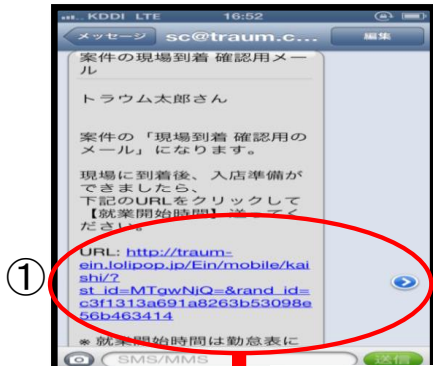 KDDI LTE 16:52
メッセージ sc@traum.c... 編集
案件の現場到着 確認用メー
ル
トラウム太郎さん
案件の「現場到着 確認用の
メール」になります。
現場に到着後、入店準備が
できましたら、
下記のURLをクリックして
【就業開始時間】送ってく
ださい。
URL: http://traum-
ein.lolipop.jp/Ein/mobile/kai
shi/?
st_id=MTgwNjQ=&rand_id=
c3f1313a691a8263b53098e
56b463414
①
* 就業開始時間は勤怠表に
SMS/MMS 送信